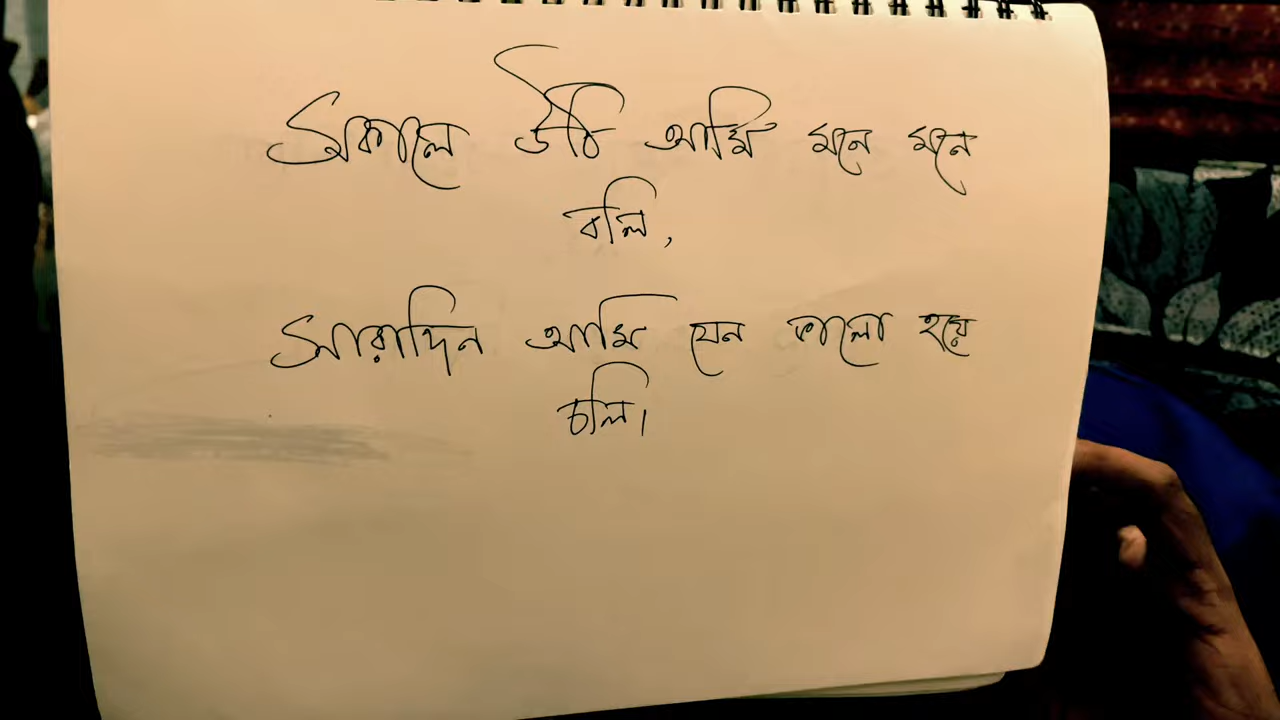 সকালে উঠি আমি মনে মনে
বলি,
সারাদিন আমি যেন ভালো হয়ে
চলি।